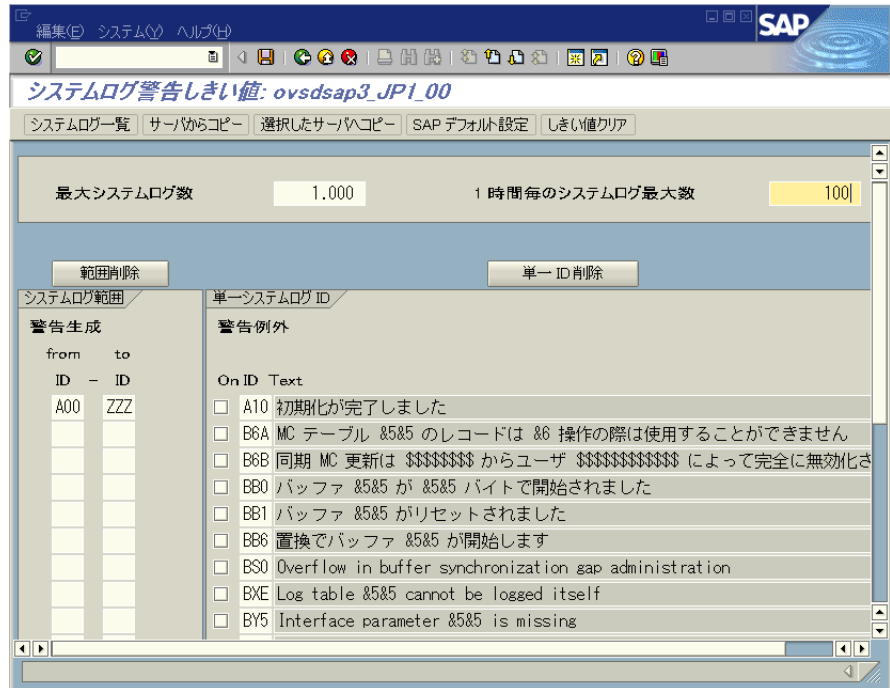 編集(E) システム(Y) ヘルプ(H)
SAP
システムログ警告しきい値: ovsdsap3_JP1_00
システムログ一覧 サーバからコピー 選択したサーバへコピー SAP デフォルト設定 しきい値クリア
最大システムログ数 1.000 1 時間毎のシステムログ最大数 100
範囲削除 単一 ID 削除
システムログ範囲 単一システムログ ID
警告生成 警告例外
from to
ID - ID On ID Text
A00 ZZZ A10 初期化が完了しました
B6A MC テーブル &5&5 のレコードは &6 操作の際は使用することができません
B6B 同期 MC 更新は $$$$$$$$ からユーザ $$$$$$$$$$$$ によって完全に無効化さ
BB0 バッファ &5&5 が &5&5 バイトで開始されました
BB1 バッファ &5&5 がリセットされました
BB6 置換でバッファ &5&5 が開始します
BS0 Overflow in buffer synchronization gap administration
BXE Log table &5&5 cannot be logged itself
BY5 Interface parameter &5&5 is missing